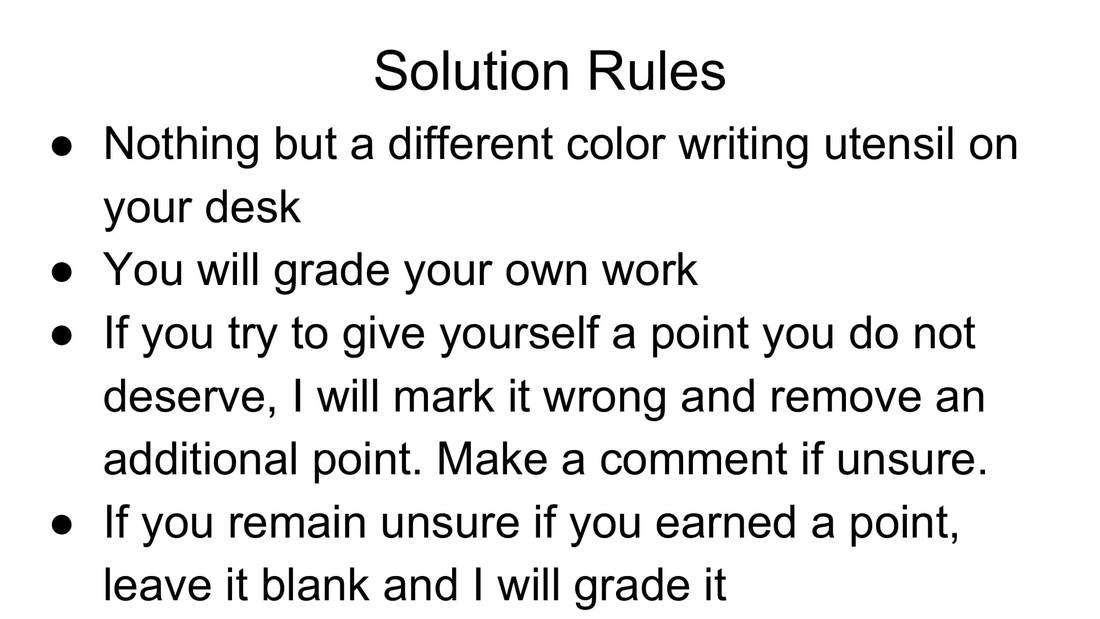 Solution Rules
● Nothing but a different color writing utensil on
your desk
● You will grade your own work
● If you try to give yourself a point you do not
deserve, I will mark it wrong and remove an
additional point. Make a comment if unsure.
● If you remain unsure if you earned a point,
leave it blank and I will grade it